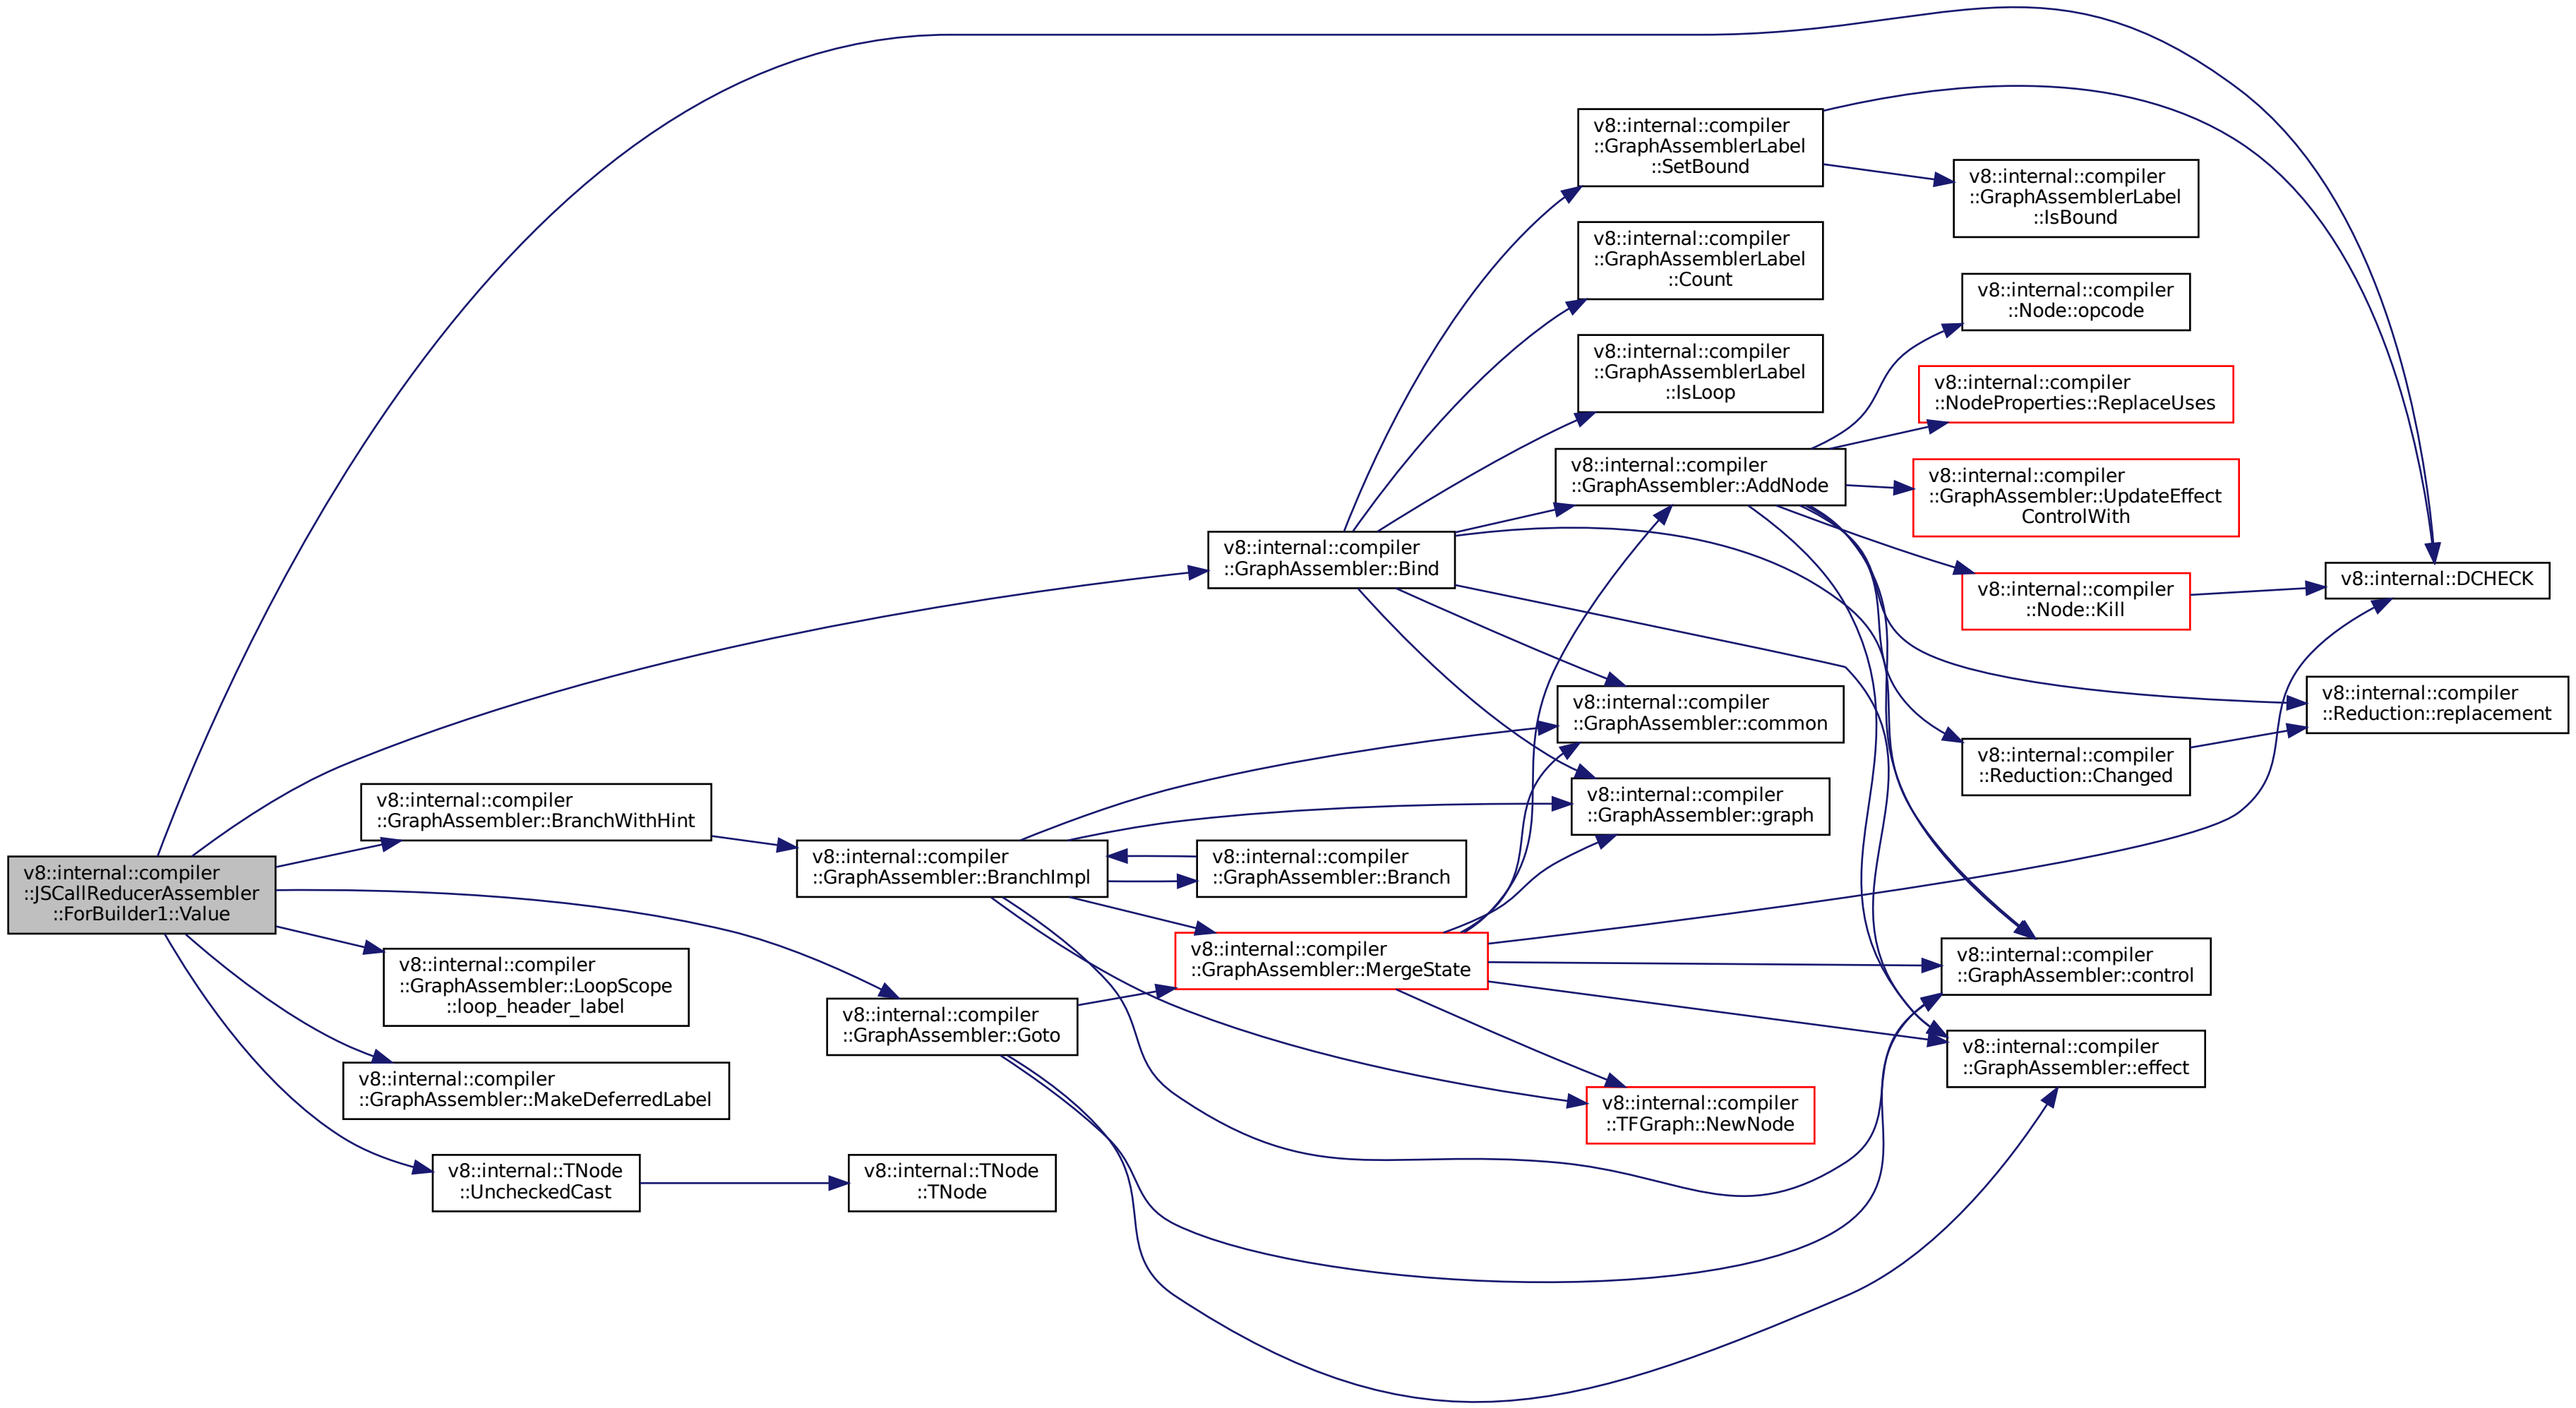 v8::internal::compiler
::JSCallReducerAssembler
::ForBuilder1::Value
v8::internal::compiler
::GraphAssembler::BranchWithHint
v8::internal::compiler
::GraphAssembler::LoopScope
::loop_header_label
v8::internal::compiler
::GraphAssembler::MakeDeferredLabel
v8::internal::TNode
::UncheckedCast
v8::internal::compiler
::GraphAssembler::BranchImpl
v8::internal::compiler
::GraphAssembler::Goto
v8::internal::TNode
::TNode
v8::internal::compiler
::GraphAssembler::Bind
v8::internal::compiler
::GraphAssembler::Branch
v8::internal::compiler
::GraphAssembler::MergeState
v8::internal::compiler
::GraphAssemblerLabel
::SetBound
v8::internal::compiler
::GraphAssemblerLabel
::Count
v8::internal::compiler
::GraphAssemblerLabel
::IsLoop
v8::internal::compiler
::GraphAssembler::AddNode
v8::internal::compiler
::GraphAssembler::common
v8::internal::compiler
::GraphAssembler::graph
v8::internal::compiler
::TFGraph::NewNode
v8::internal::compiler
::GraphAssemblerLabel
::IsBound
v8::internal::compiler
::Node::opcode
v8::internal::compiler
::NodeProperties::ReplaceUses
v8::internal::compiler
::GraphAssembler::UpdateEffect
ControlWith
v8::internal::compiler
::Node::Kill
v8::internal::compiler
::Reduction::Changed
v8::internal::compiler
::GraphAssembler::control
v8::internal::compiler
::GraphAssembler::effect
v8::internal::DCHECK
v8::internal::compiler
::Reduction::replacement